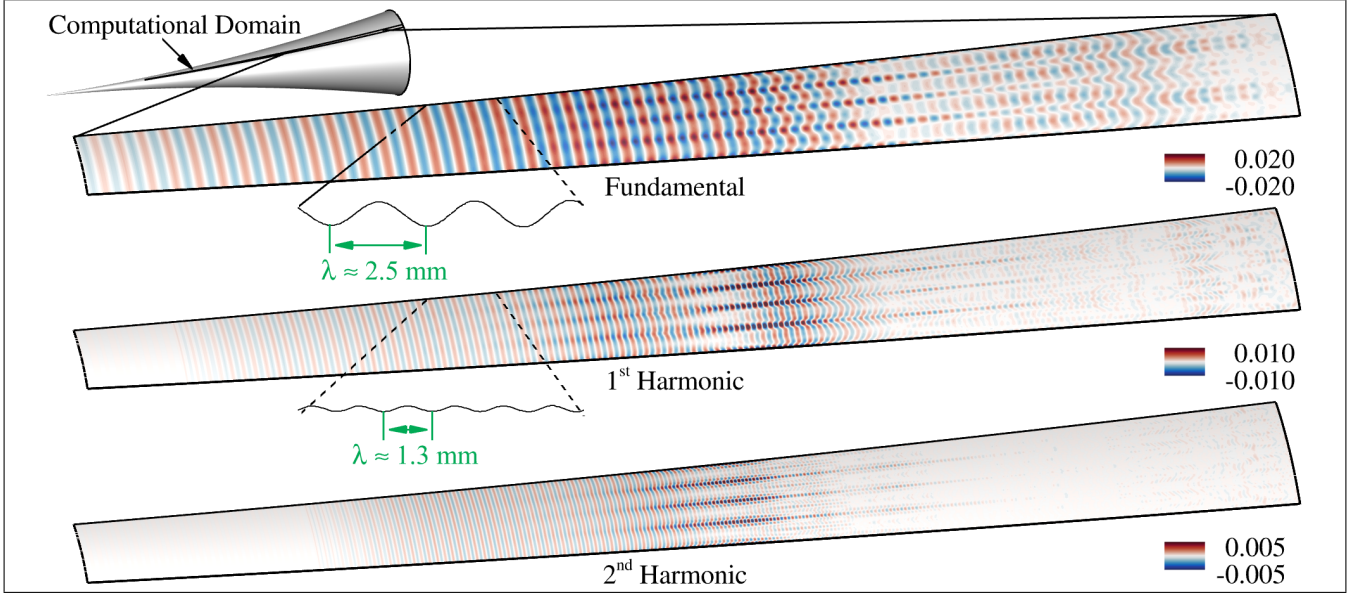 Computational Domain
0.020
-0.020
Fundamental
λ ≈ 2.5 mm
0.010
-0.010
1st Harmonic
λ ≈ 1.3 mm
0.005
-0.005
2nd Harmonic